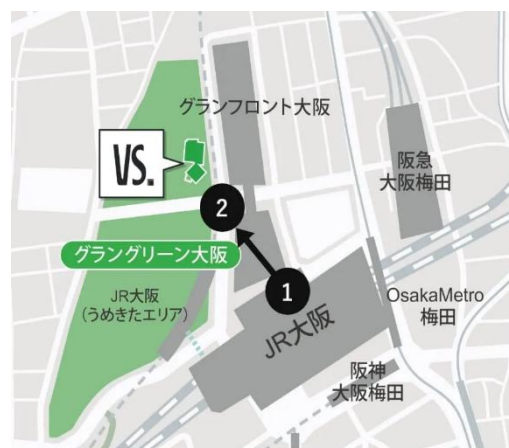 グランフロント大阪
VS.
阪急
大阪梅田
2
グラングリーン大阪
1
JR大阪
(うめきたエリア)
JR大阪
OsakaMetro
梅田
阪神
大阪梅田